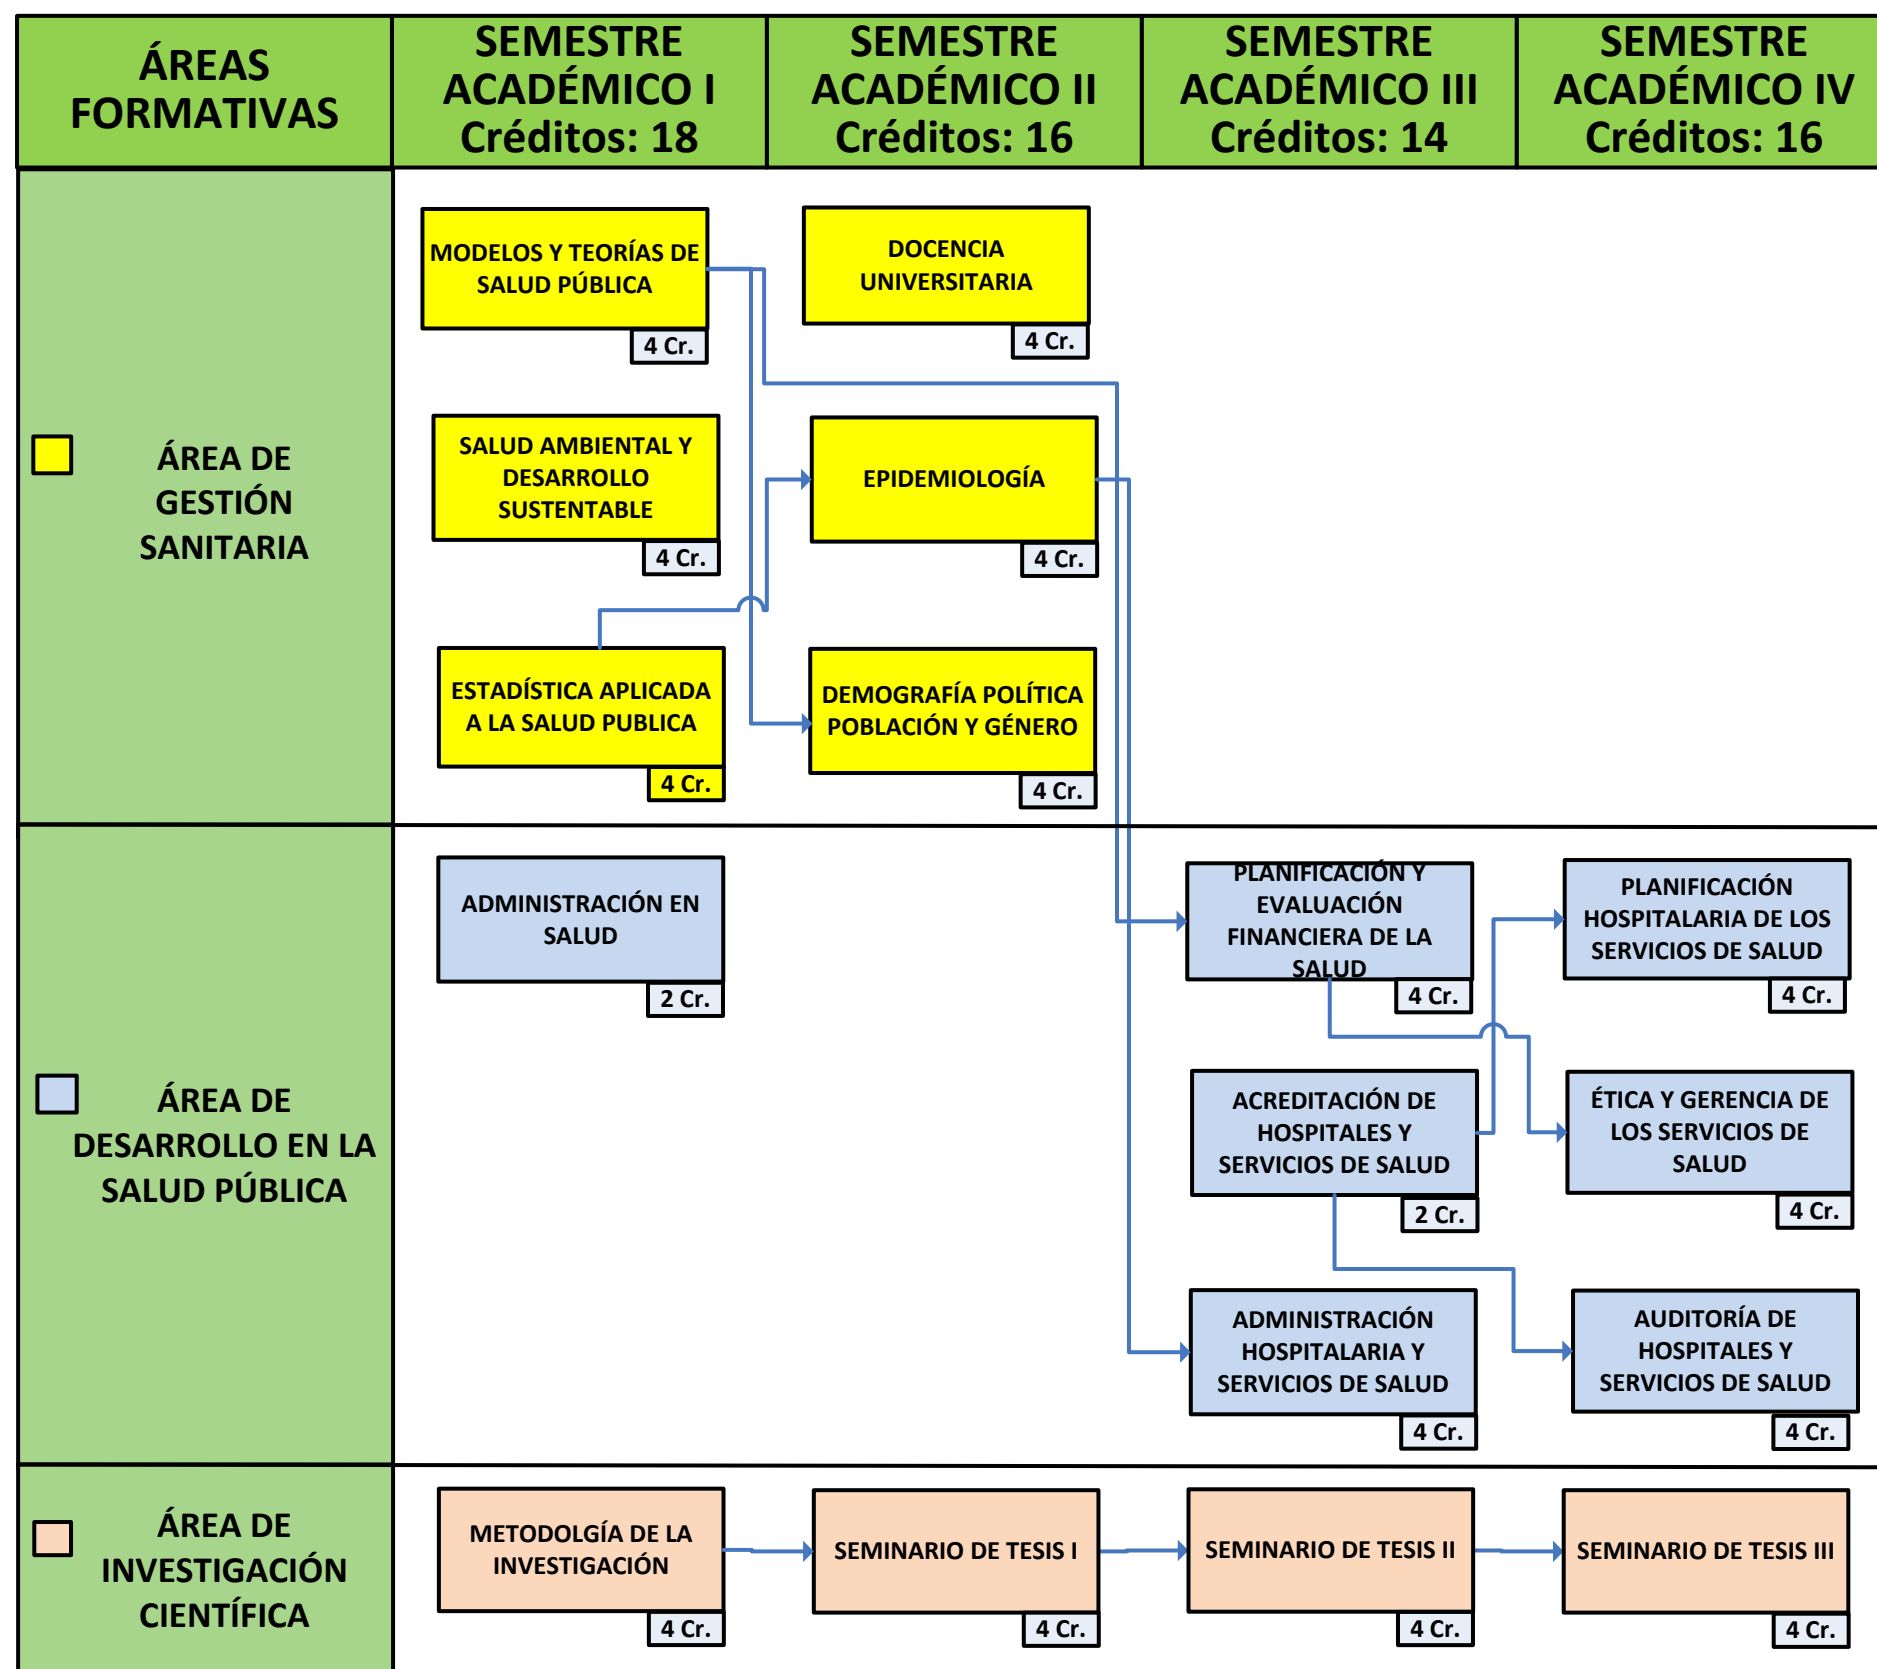 ÁREAS
FORMATIVAS
SEMESTRE
ACADÉMICO I
Créditos: 18
SEMESTRE
ACADÉMICO II
Créditos: 16
SEMESTRE
ACADÉMICO III
Créditos: 14
SEMESTRE
ACADÉMICO IV
Créditos: 16
ÁREA DE
GESTIÓN
SANITARIA
MODELOS Y TEORÍAS DE
SALUD PÚBLICA
4 Cr.
DOCENCIA
UNIVERSITARIA
4 Cr.
SALUD AMBIENTAL Y
DESARROLLO
SUSTENTABLE
4 Cr.
EPIDEMIOLOGÍA
4 Cr.
ESTADÍSTICA APLICADA
A LA SALUD PUBLICA
4 Cr.
DEMOGRAFÍA POLÍTICA
POBLACIÓN Y GÉNERO
4 Cr.
ÁREA DE
DESARROLLO EN LA
SALUD PÚBLICA
ADMINISTRACIÓN EN
SALUD
2 Cr.
PLANIFICACIÓN Y
EVALUACIÓN
FINANCIERA DE LA
SALUD
4 Cr.
PLANIFICACIÓN
HOSPITALARIA DE LOS
SERVICIOS DE SALUD
4 Cr.
ACREDITACIÓN DE
HOSPITALES Y
SERVICIOS DE SALUD
2 Cr.
ÉTICA Y GERENCIA DE
LOS SERVICIOS DE
SALUD
4 Cr.
ADMINISTRACIÓN
HOSPITALARIA Y
SERVICIOS DE SALUD
4 Cr.
AUDITORÍA DE
HOSPITALES Y
SERVICIOS DE SALUD
4 Cr.
ÁREA DE
INVESTIGACIÓN
CIENTÍFICA
METODOLGÍA DE LA
INVESTIGACIÓN
4 Cr.
SEMINARIO DE TESIS I
4 Cr.
SEMINARIO DE TESIS II
4 Cr.
SEMINARIO DE TESIS III
4 Cr.